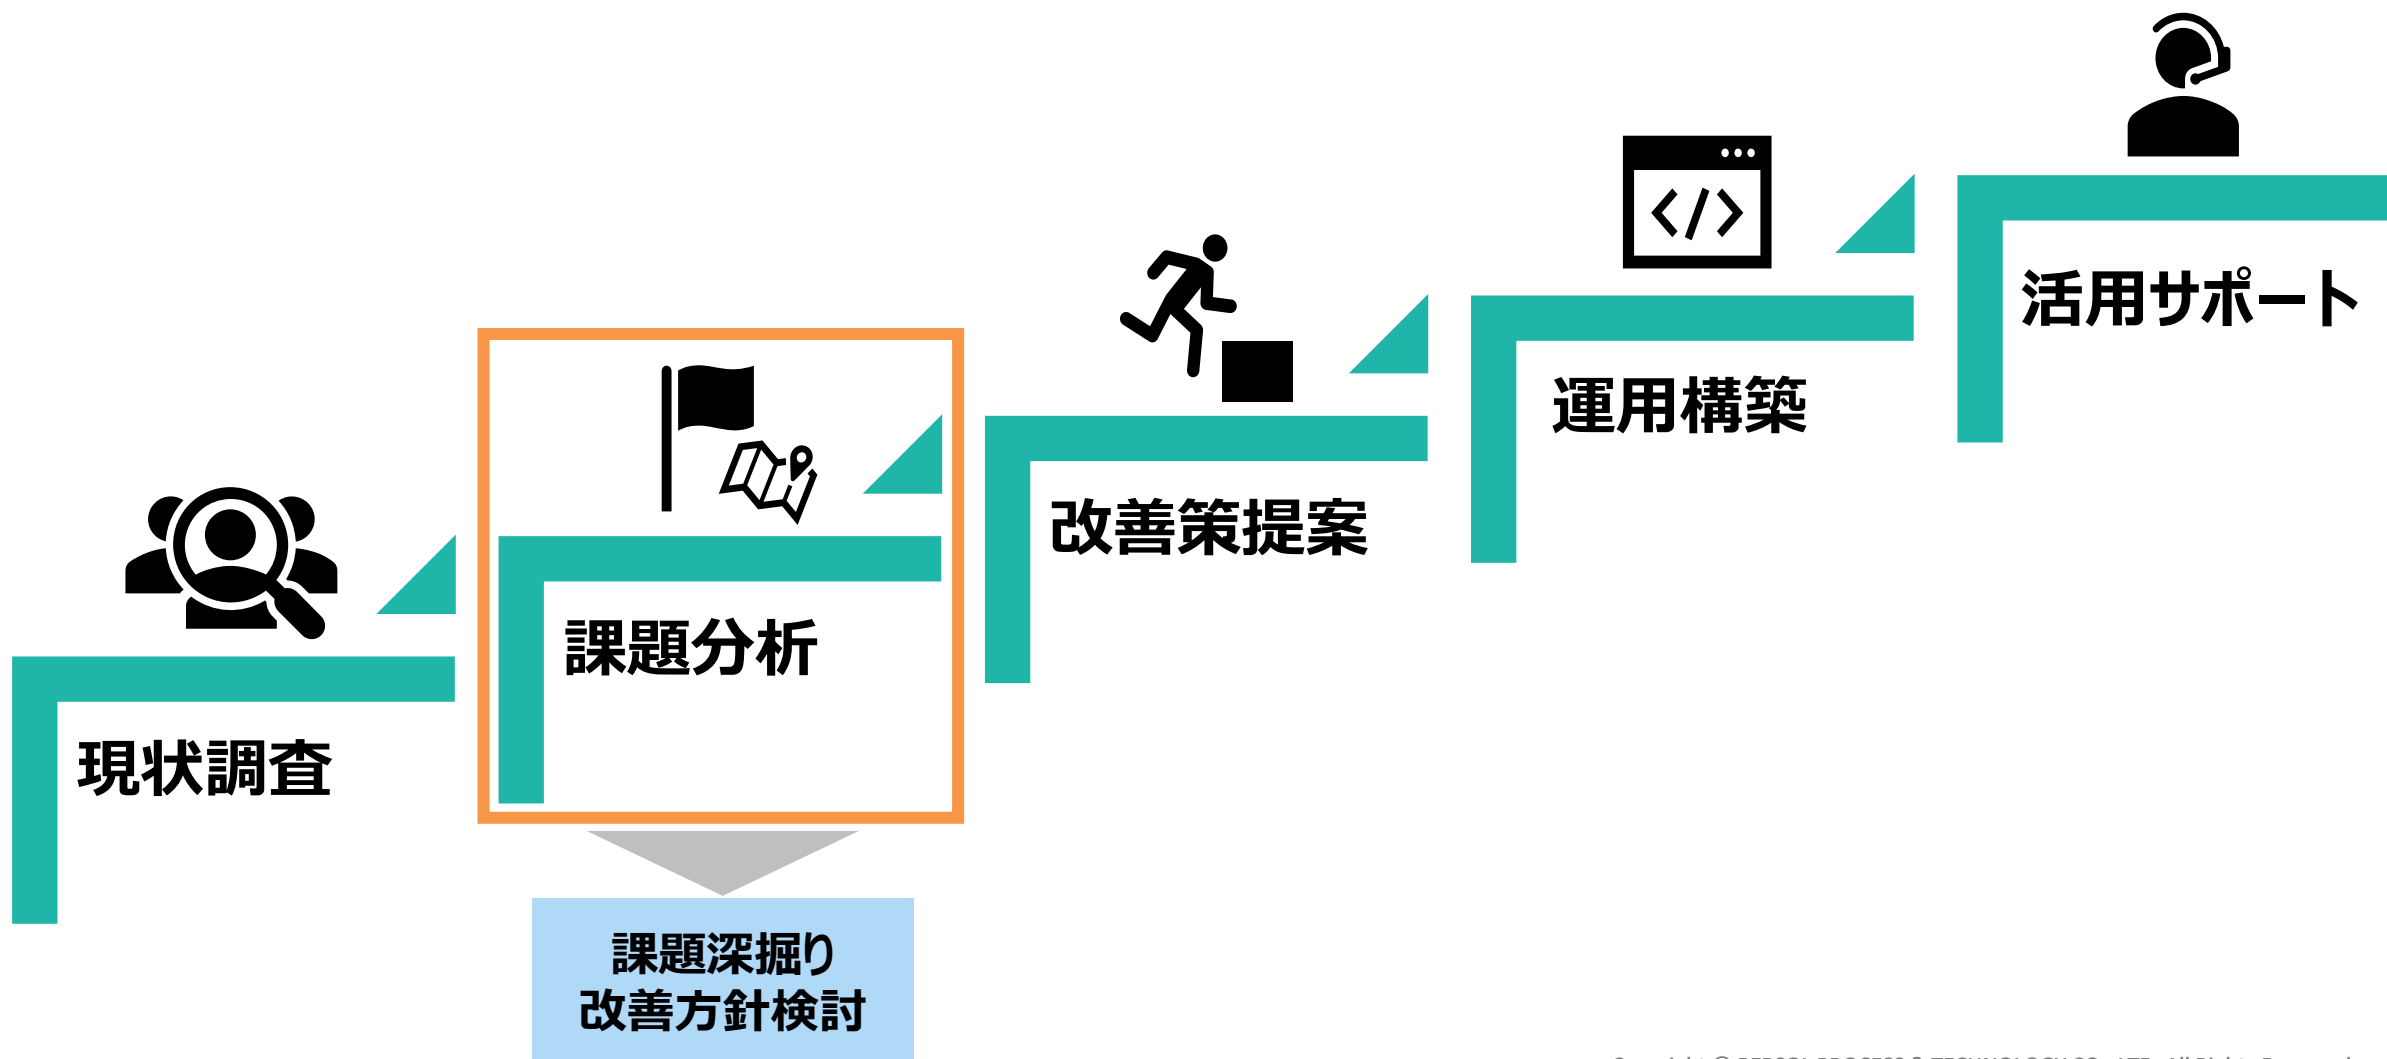 現状調査
課題分析
改善策提案
運用構築
活用サポート
課題深掘り
改善方針検討